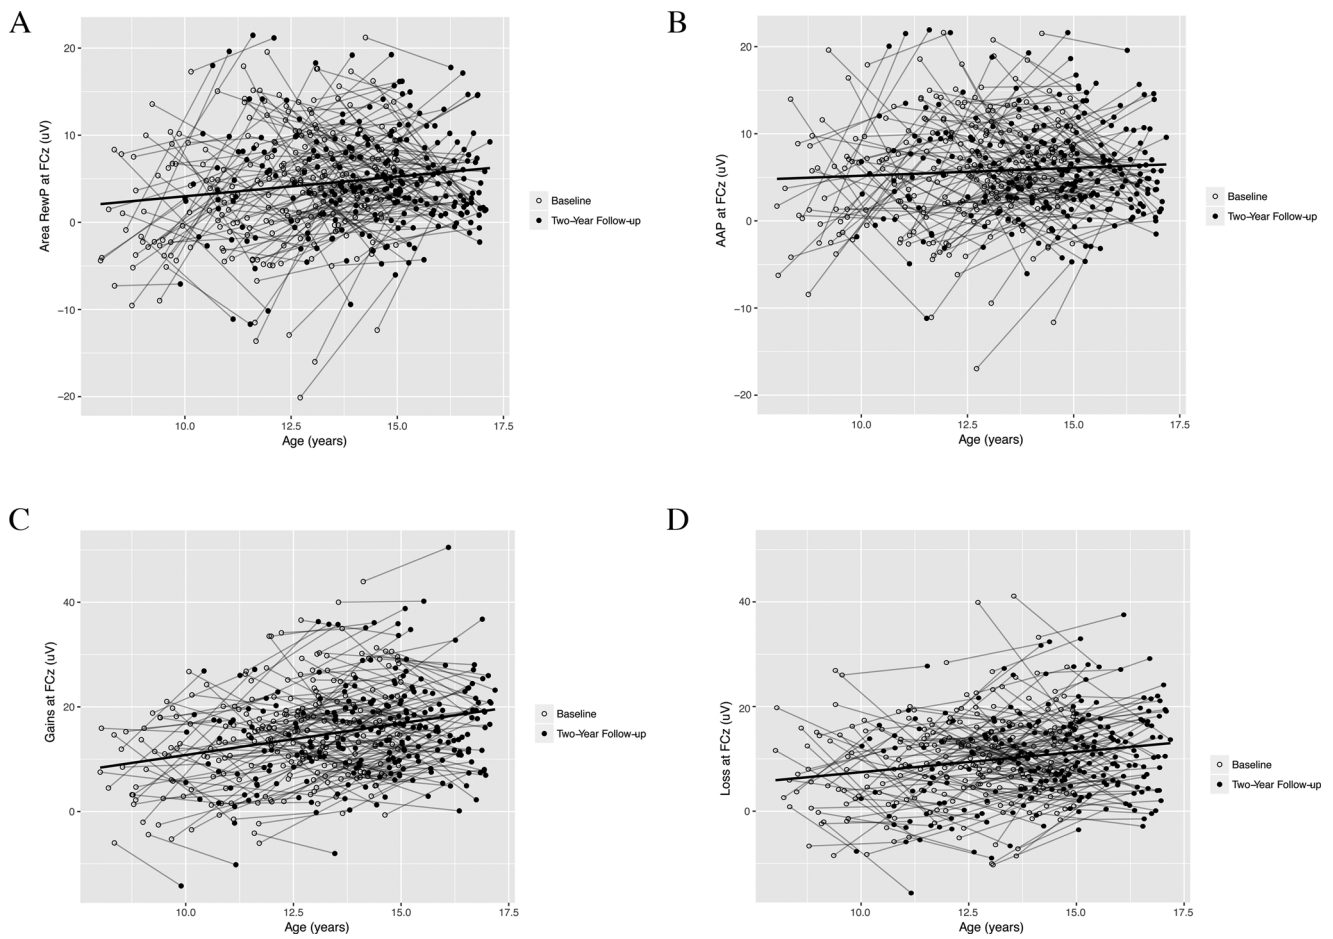 A
20
10
0
−10
−20
Area RewP at FCz (uV)
10.0
12.5
15.0
17.5
Age (years)
Baseline
Two−Year Follow−up
B
20
10
0
−10
−20
AAP at FCz (uV)
10.0
12.5
15.0
17.5
Age (years)
Baseline
Two−Year Follow−up
C
40
20
0
Gains at FCz (uV)
10.0
12.5
15.0
17.5
Age (years)
Baseline
Two−Year Follow−up
D
40
20
0
Loss at FCz (uV)
10.0
12.5
15.0
17.5
Age (years)
Baseline
Two−Year Follow−up